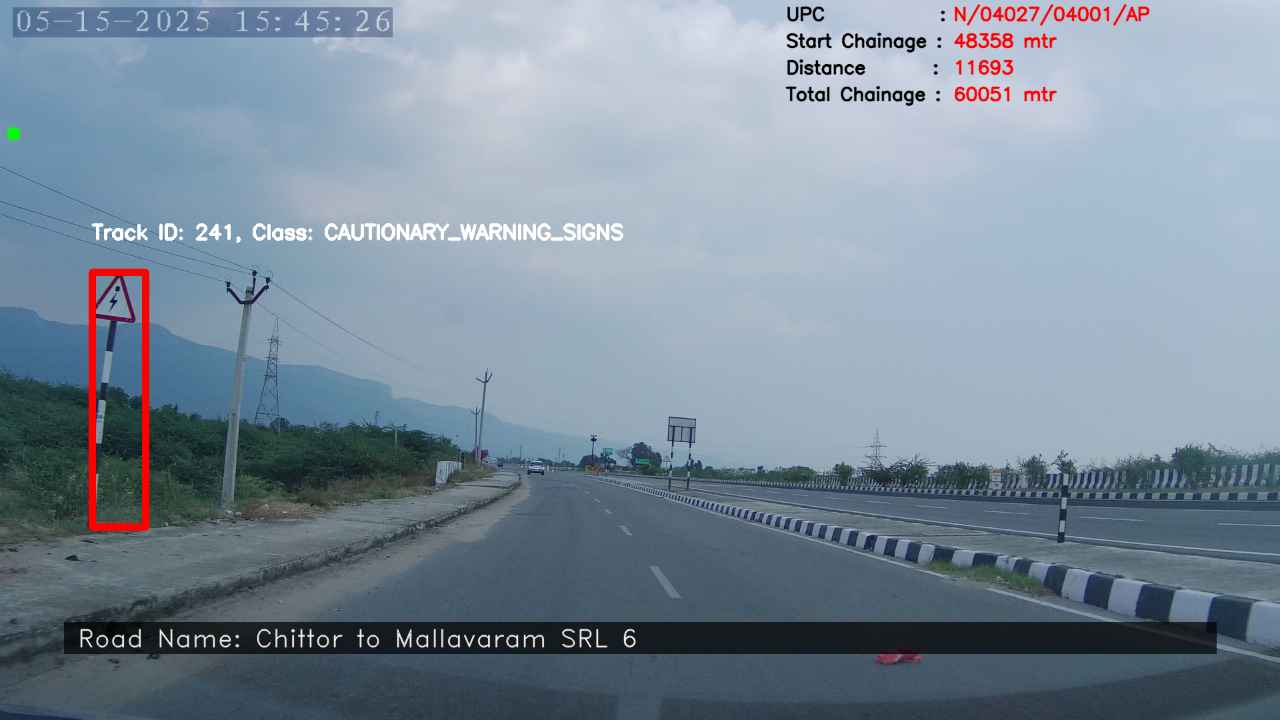 05-15-2025 15:45:26
UPC : N/04027/04001/AP
Start Chainage : 48358 mtr
Distance : 11693
Total Chainage : 60051 mtr
Track ID: 241, Class: CAUTIONARY_WARNING_SIGNS
Road Name: Chittor to Mallavaram SRL 6